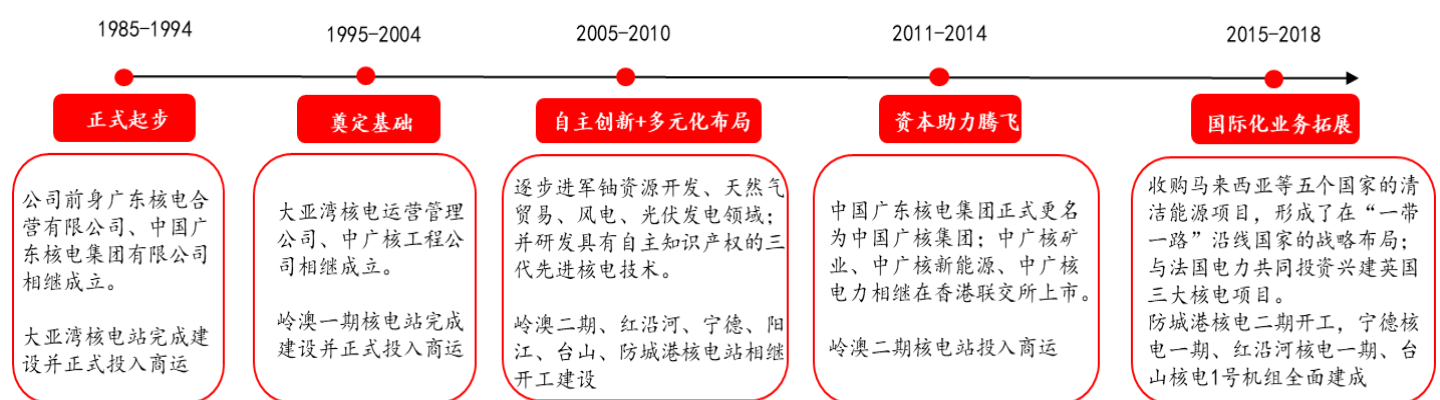 1985-1994
1995-2004
2005-2010
2011-2014
2015-2018
正式起步
奠定基础
自主创新+多元化布局
资本助力腾飞
国际化业务拓展
公司前身广东核电合
营有限公司、中国广
东核电集团有限公司
相继成立。
大亚湾核电站完成建
设并正式投入商运
大亚湾核电运营管理
公司、中广核工程公
司相继成立。
岭澳一期核电站完成
建设并正式投入商运
逐步进军铀资源开发、天然气
贸易、风电、光伏发电领域；
并研发具有自主知识产权的三
代先进核电技术。
岭澳二期、红沿河、宁德、阳
江、台山、防城港核电站相继
开工建设
中国广东核电集团正式更名
为中国广核集团；中广核矿
业、中广核新能源、中广核
电力相继在香港联交所上市。
岭澳二期核电站投入商运
收购马来西亚等五个国家的清
洁能源项目，形成了在“一带
一路”沿线国家的战略布局；
与法国电力共同投资兴建英国
三大核电项目。
防城港核电二期开工，宁德核
电一期、红沿河核电一期、台
山核电1号机组全面建成